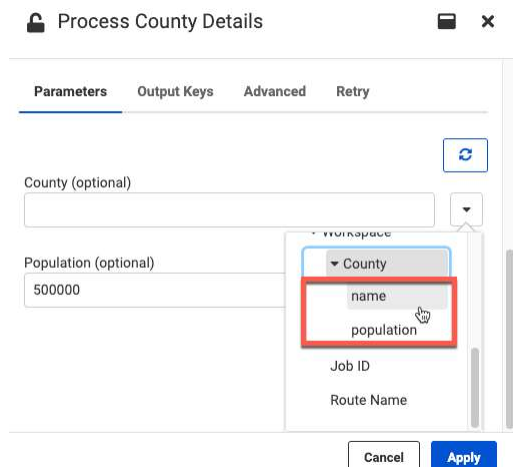 Process County Details
Parameters Output Keys Advanced Retry
County (optional)
Workspace
Population (optional)
County
500000
name
population
Job ID
Route Name
Cancel Apply